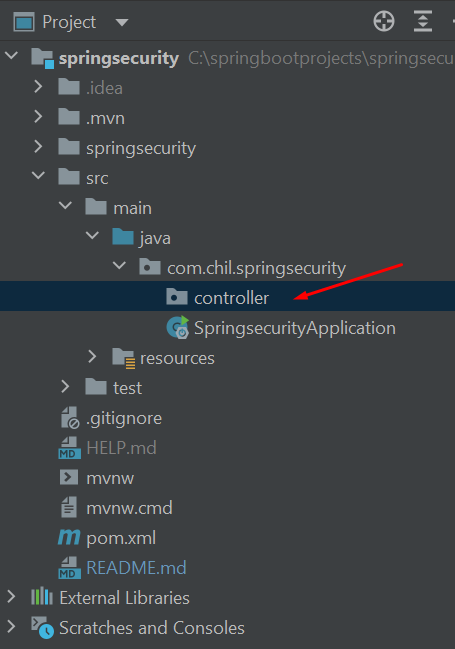 Project
springsecurity C:\springbootprojects\springsecu
.idea
.mvn
springsecurity
src
main
java
com.chil.springsecurity
controller
SpringsecurityApplication
resources
test
.gitignore
MD HELP.md
mvnw
mvnw.cmd
m pom.xml
MD README.md
External Libraries
Scratches and Consoles